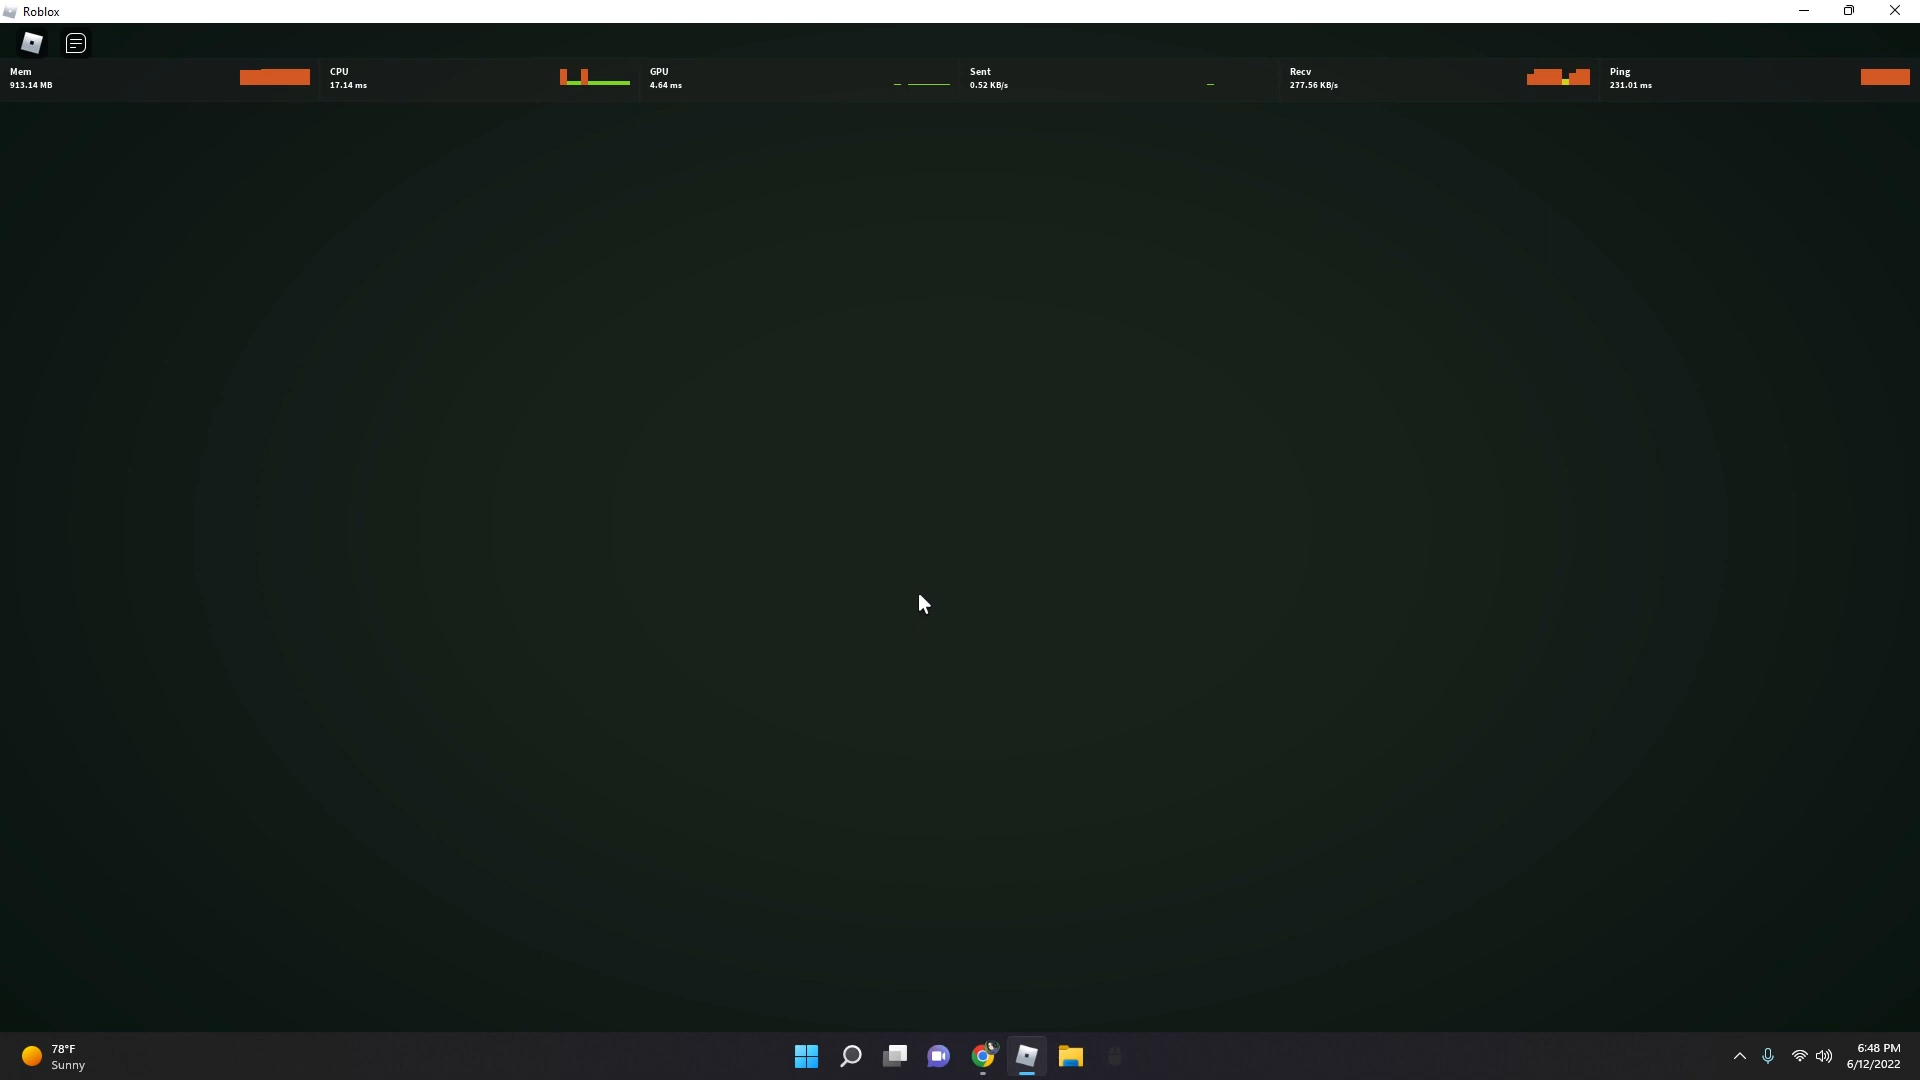 Roblox
Mem
913.14 MB
CPU
17.14 ms
GPU
4.64 ms
Sent
0.52 KB/s
Recv
277.56 KB/s
Ping
231.01 ms
78°F
Sunny
6:48 PM
6/12/2022